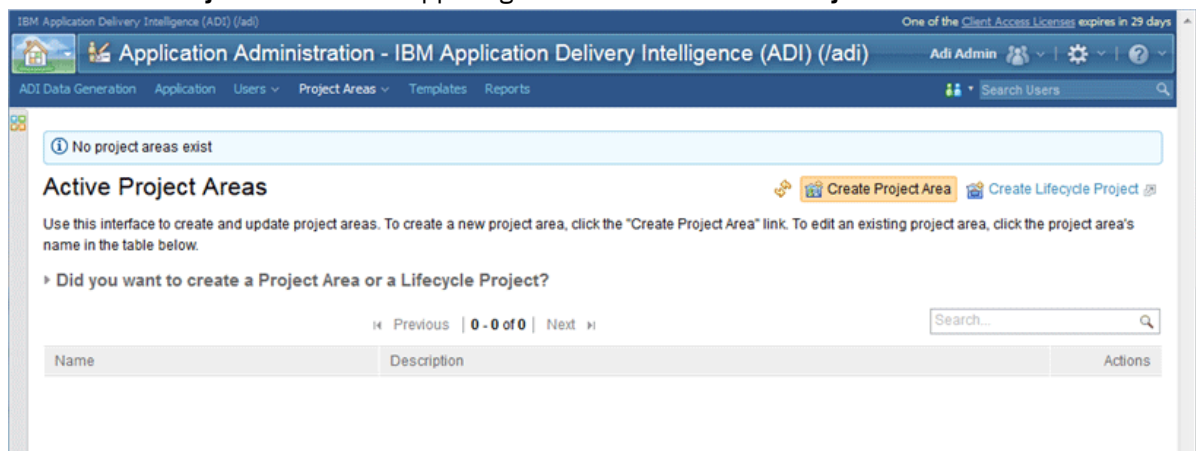 IBM Application Delivery Intelligence (ADI) (/adi) One of the Client Access Licenses expires in 29 days
Application Administration - IBM Application Delivery Intelligence (ADI) (/adi) Adi Admin
ADI Data Generation Application Users Project Areas Templates Reports Search Users
No project areas exist
Active Project Areas Create Project Area Create Lifecycle Project
Use this interface to create and update project areas. To create a new project area, click the "Create Project Area" link. To edit an existing project area, click the project area's
name in the table below.
Did you want to create a Project Area or a Lifecycle Project?
Previous | 0 - 0 of 0 | Next Search...
Name Description Actions